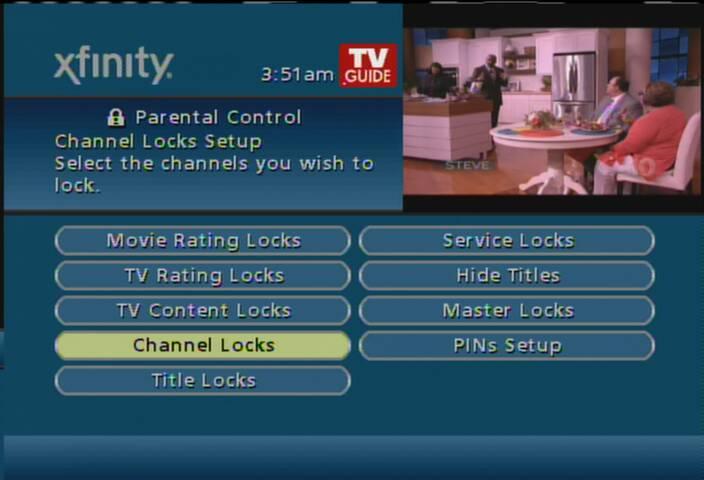 xfinity.
3:51am
TV
GUIDE
Parental Control
Channel Locks Setup
Select the channels you wish to
lock.
STEVE
Movie Rating Locks
Service Locks
TV Rating Locks
Hide Titles
TV Content Locks
Master Locks
Channel Locks
PINs Setup
Title Locks